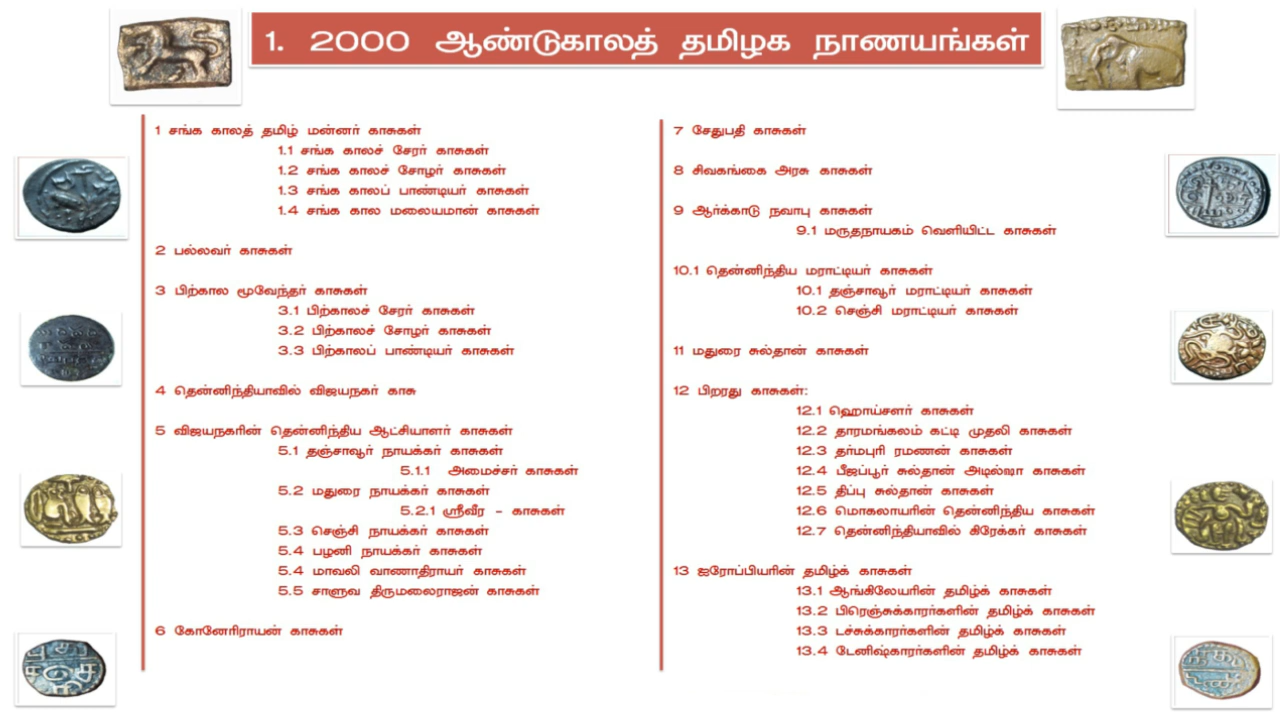 1. 2000 ஆண்டுகாலத் தமிழக நாணயங்கள்
1 சங்க காலத் தமிழ் மன்னர் காசுகள்
1.1 சங்க காலச் சேரர் காசுகள்
1.2 சங்க காலச் சோழர் காசுகள்
1.3 சங்க காலப் பாண்டியர் காசுகள்
1.4 சங்க கால மலையமான் காசுகள்
2 பல்லவர் காசுகள்
3 பிற்கால மூவேந்தர் காசுகள்
3.1 பிற்காலச் சேரர் காசுகள்
3.2 பிற்காலச் சோழர் காசுகள்
3.3 பிற்காலப் பாண்டியர் காசுகள்
4 தென்னிந்தியாவில் விஜயநகர் காசு
5 விஜயநகரின் தென்னிந்திய ஆட்சியாளர் காசுகள்
5.1 தஞ்சாவூர் நாயக்கர் காசுகள்
5.1.1 அமைச்சர் காசுகள்
5.2 மதுரை நாயக்கர் காசுகள்
5.2.1 ஸ்ரீவீர - காசுகள்
5.3 செஞ்சி நாயக்கர் காசுகள்
5.4 பழனி நாயக்கர் காசுகள்
5.4 மாவலி வாணாதிராயர் காசுகள்
5.5 சாளுவ திருமலைராஜன் காசுகள்
6 கோனேரிராயன் காசுகள்
7 சேதுபதி காசுகள்
8 சிவகங்கை அரசு காசுகள்
9 ஆர்க்காடு நவாபு காசுகள்
9.1 மருதநாயகம் வெளியிட்ட காசுகள்
10.1 தென்னிந்திய மராட்டியர் காசுகள்
10.1 தஞ்சாவூர் மராட்டியர் காசுகள்
10.2 செஞ்சி மராட்டியர் காசுகள்
11 மதுரை சுல்தான் காசுகள்
12 பிறரது காசுகள்:
12.1 ஹொய்சளர் காசுகள்
12.2 தாரமங்கலம் கட்டி முதலி காசுகள்
12.3 தர்மபுரி ரமணன் காசுகள்
12.4 பீஜப்பூர் சுல்தான் அடில்ஷா காசுகள்
12.5 திப்பு சுல்தான் காசுகள்
12.6 மொகலாயரின் தென்னிந்திய காசுகள்
12.7 தென்னிந்தியாவில் கிரேக்கர் காசுகள்
13 ஐரோப்பியரின் தமிழ்க் காசுகள்
13.1 ஆங்கிலேயரின் தமிழ்க் காசுகள்
13.2 பிரெஞ்சுக்காரர்களின் தமிழ்க் காசுகள்
13.3 டச்சுக்காரர்களின் தமிழ்க் காசுகள்
13.4 டேனிஷ்காரர்களின் தமிழ்க் காசுகள்